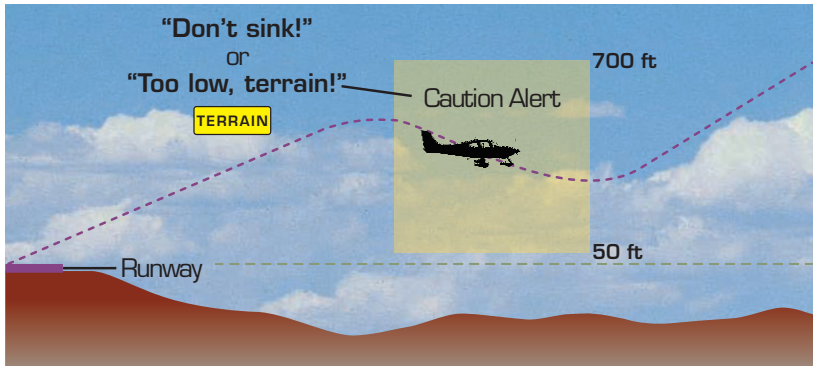 “Don’t sink!”
or
“Too low, terrain!”
TERRAIN
Caution Alert
700 ft
50 ft
Runway